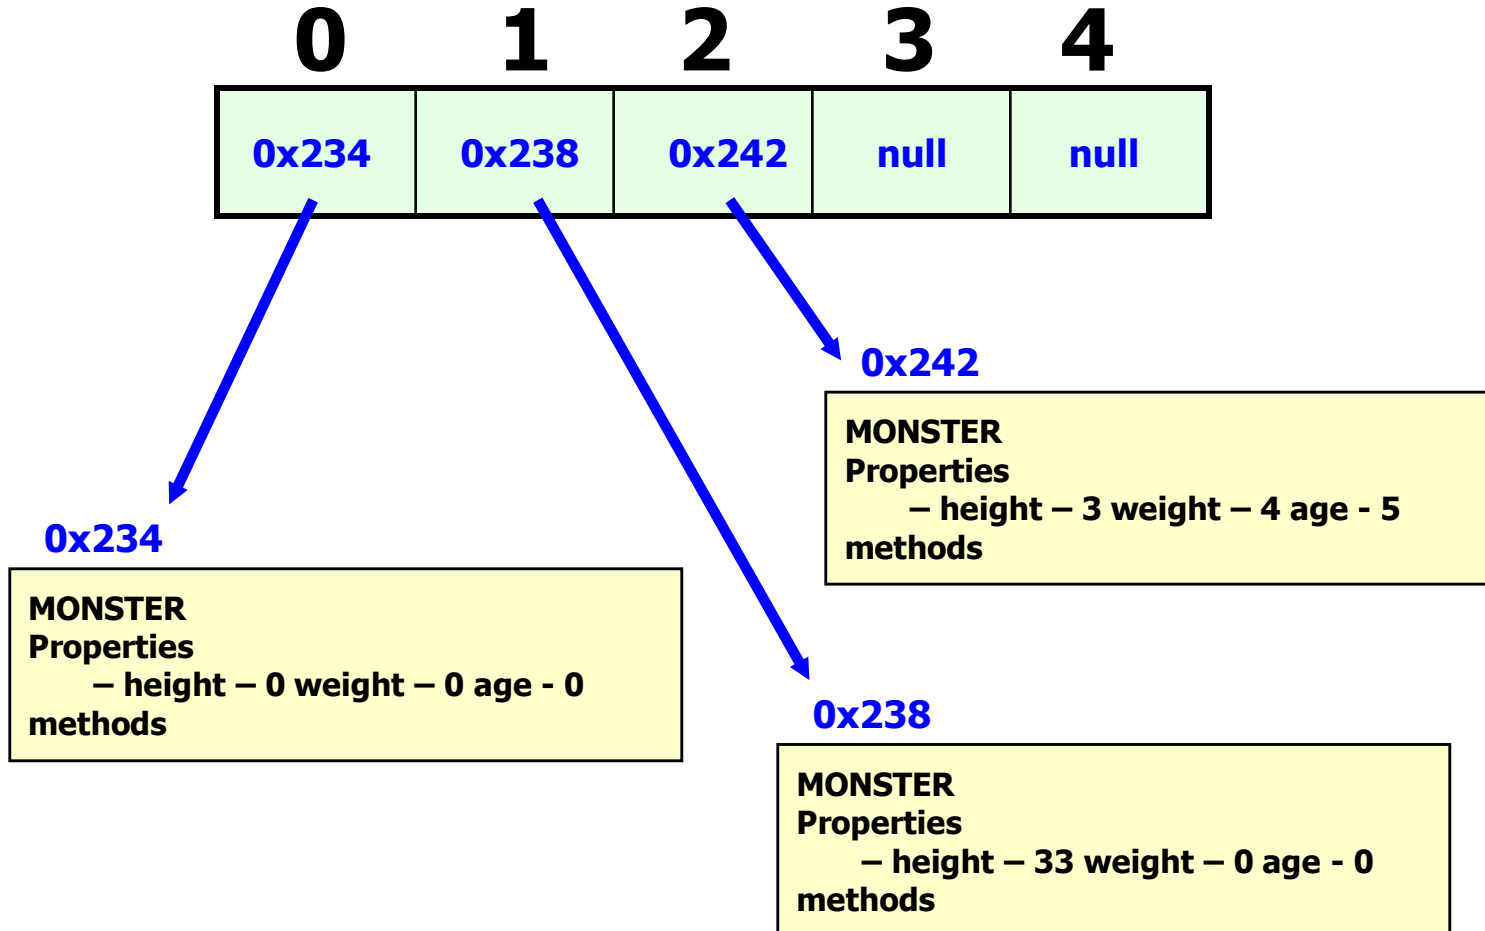 0 1 2 3 4
0x234 0x238 0x242 null null
0x242
MONSTER
Properties
– height – 3 weight – 4 age - 5
methods
0x234
MONSTER
Properties
– height – 0 weight – 0 age - 0
methods
0x238
MONSTER
Properties
– height – 33 weight – 0 age - 0
methods